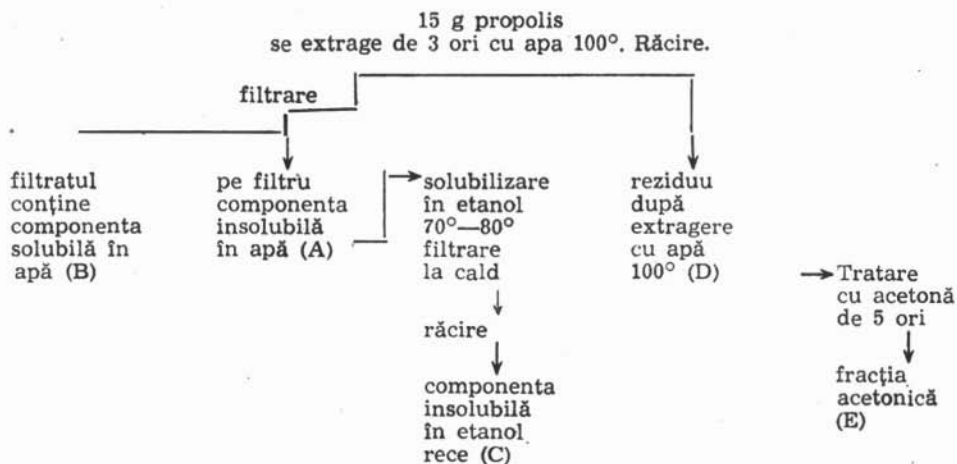 15 g propolis
se extrage de 3 ori cu apa 100°. Răcire.
filtrare
filtratul
conține
componenta
solubilă în
apă (B)
pe filtru
componenta
insolubilă
în apă (A)
solubilizare
în etanol
70°—80°
filtrare
la cald
răcire
componenta
insolubilă
în etanol
rece (C)
reziduu
după
extragere
cu apă
100° (D)
Tratare
cu acetonă
de 5 ori
fracția
acetonică
(E)